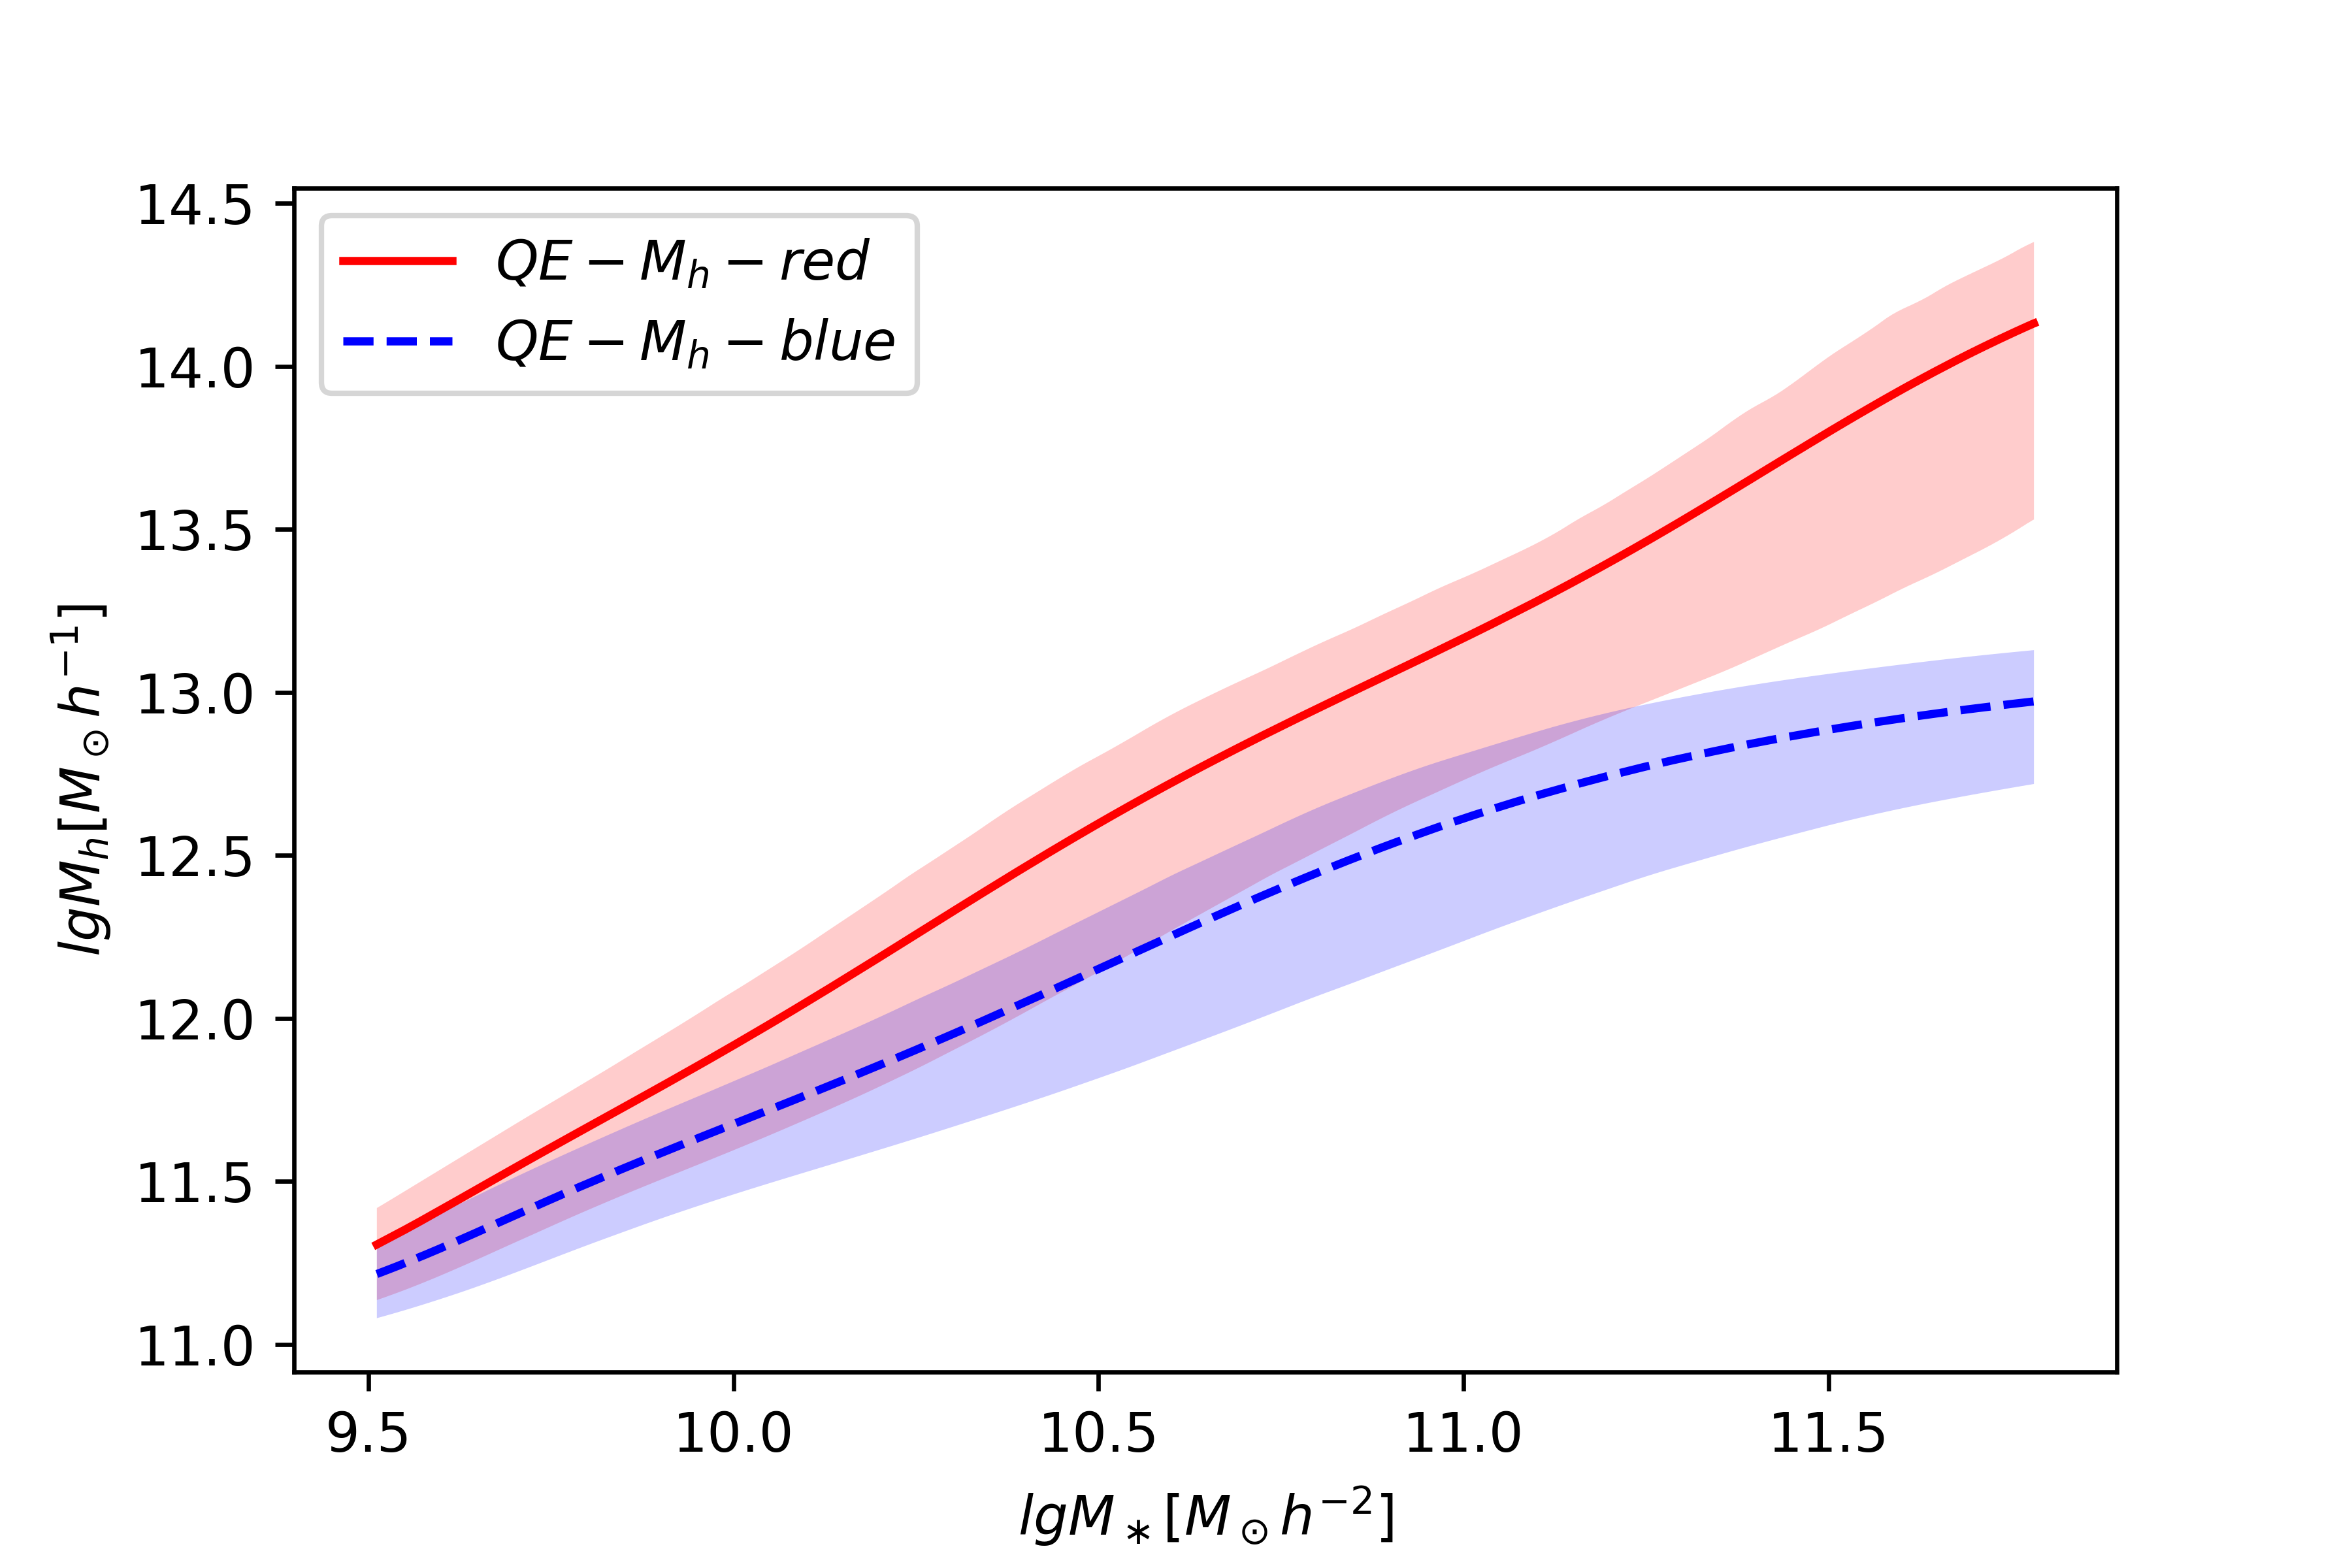 14.5
14.0
13.5
13.0
12.5
12.0
11.5
11.0
lgM_h[M_⊙h^{-1}]
QE − M_h − red
QE − M_h − blue
9.5 10.0 10.5 11.0 11.5
lgM_*[M_⊙h^{-2}]